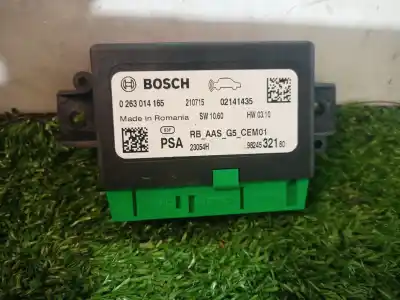 BOSCH
0 263 014 165 210715 02141435
Made in Romania SW 10.60 HW 03.10
RB_AAS_G5_CEM01
PSA 23054H 98245 321 80